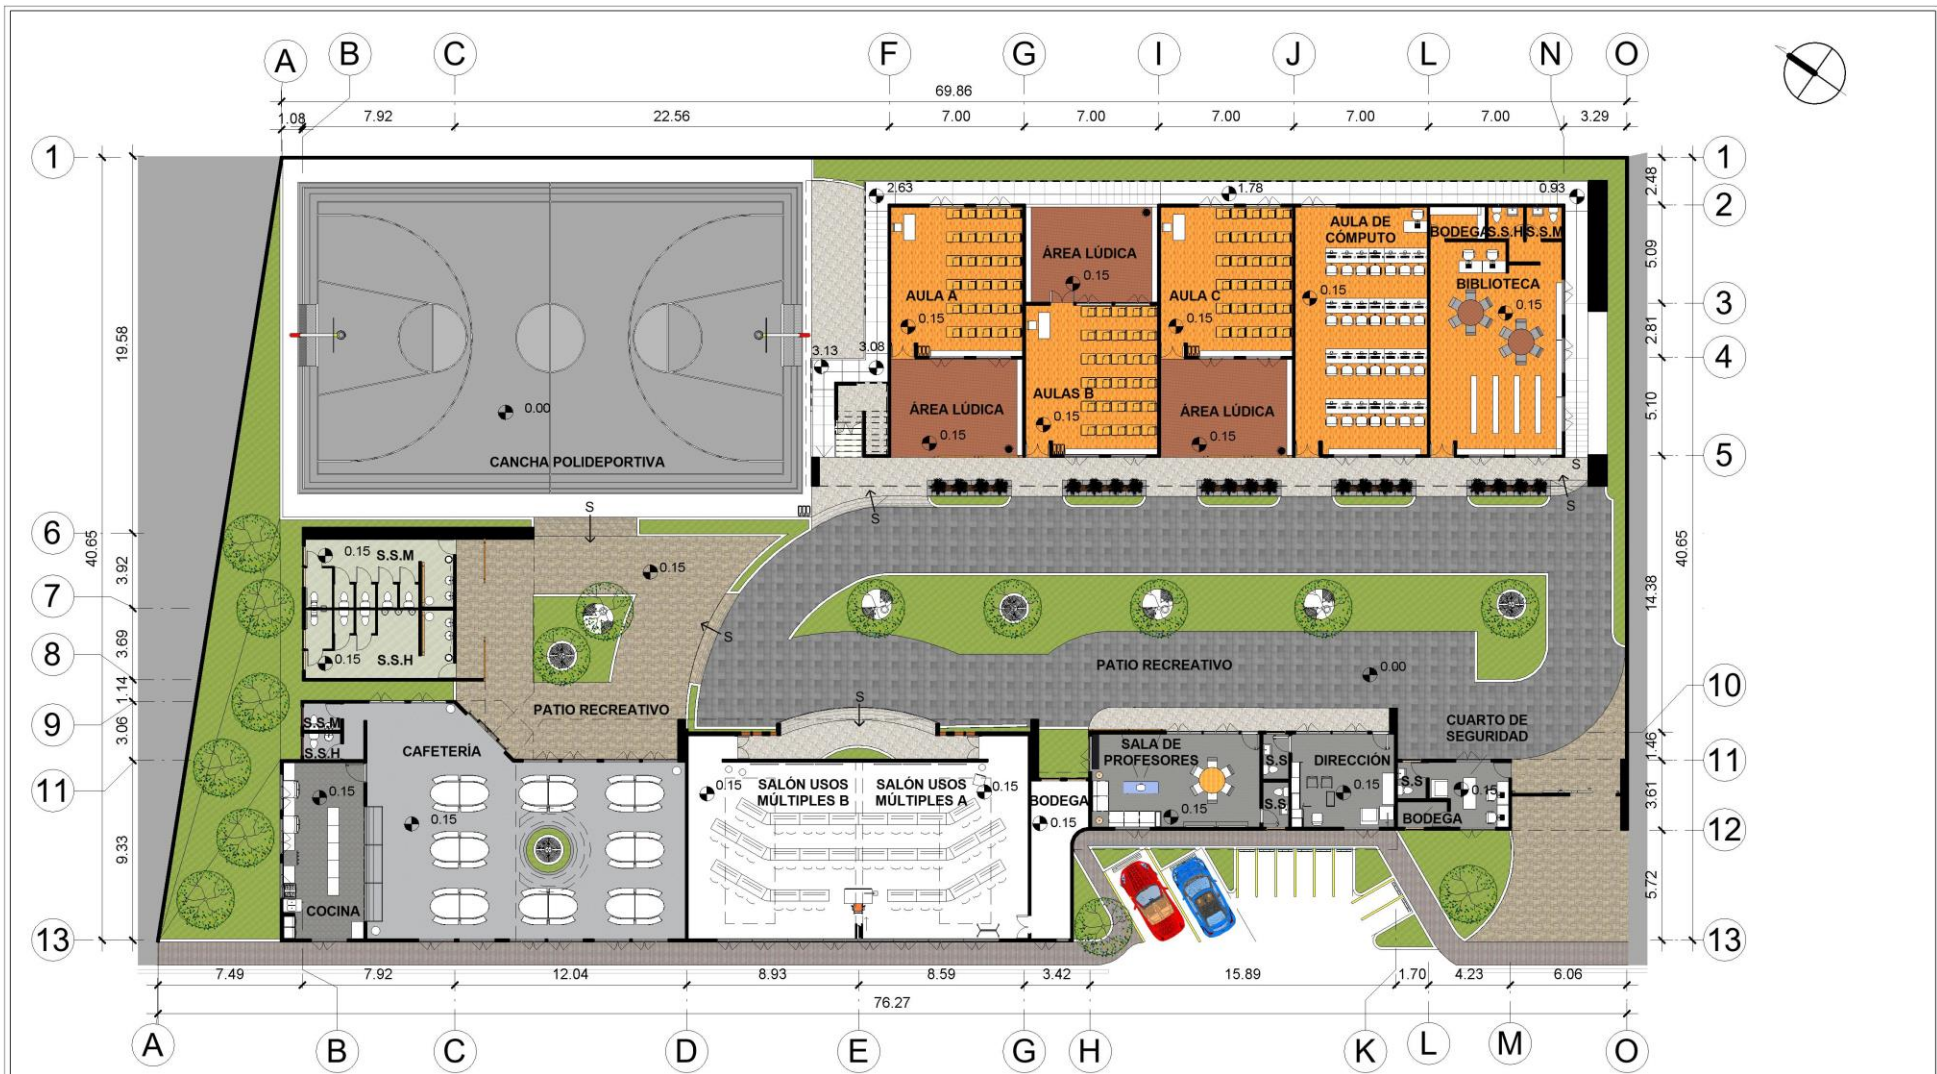 A
B
C
F
G
I
J
L
N
O
69.86
1.08
7.92
22.56
7.00
7.00
7.00
7.00
7.00
3.29
1
1
2.63
1.78
0.93
2.48
2
AULA DE
CÓMPUTO
BODEGA
S.S.H
S.S.M
5.09
ÁREA LÚDICA
0.15
AULA A
0.15
AULA C
0.15
0.15
BIBLIOTECA
0.15
3
19.58
2.81
3.13
3.08
4
AULAS B
0.15
0.00
ÁREA LÚDICA
0.15
ÁREA LÚDICA
0.15
5.10
CANCHA POLIDEPORTIVA
5
S
S
S
6
40.65
3.92
0.15
S.S.M
0.15
40.65
7
14.38
3.69
S
8
0.15
S.S.H
PATIO RECREATIVO
0.00
1.14
10
9
S.S.M
PATIO RECREATIVO
S
CUARTO DE
SEGURIDAD
3.06
S.S.H
CAFETERÍA
SALA DE
PROFESORES
S.S
DIRECCIÓN
1.46
11
11
0.15
0.15
SALÓN USOS
MÚLTIPLES B
SALÓN USOS
MÚLTIPLES A
0.15
BODEGA
0.15
0.15
S.S
0.15
S.S
0.15
BODEGA
3.61
0.15
12
9.33
COCINA
5.72
13
13
7.49
7.92
12.04
8.93
8.59
3.42
15.89
1.70
4.23
6.06
76.27
A
B
C
D
E
G
H
K
L
M
O